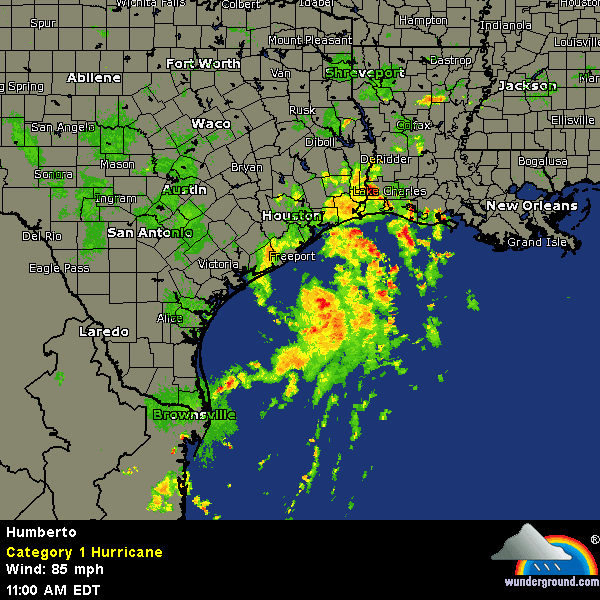 Wichita Falls
Colbert
Idabel
Spur
Hampton
Indianola
Mount Pleasant
Louisville
Fort Worth
Van
Shreveport
Bastrop
Abilene
Jackson
g Spring
Rusk
San Angelo
Waco
Colfax
Ellisville
Diboll
Mason
Bryan
DeRidder
Bogalusa
Sonora
Austin
Lake Charles
Ingram
Houston
New Orleans
Del Rio
San Antonio
Grand Isle
Eagle Pass
Victoria
Freeport
Alice
Laredo
Brownsville
Humberto
Category 1 Hurricane
Wind: 85 mph
11:00 AM EDT
®
wunderground.com